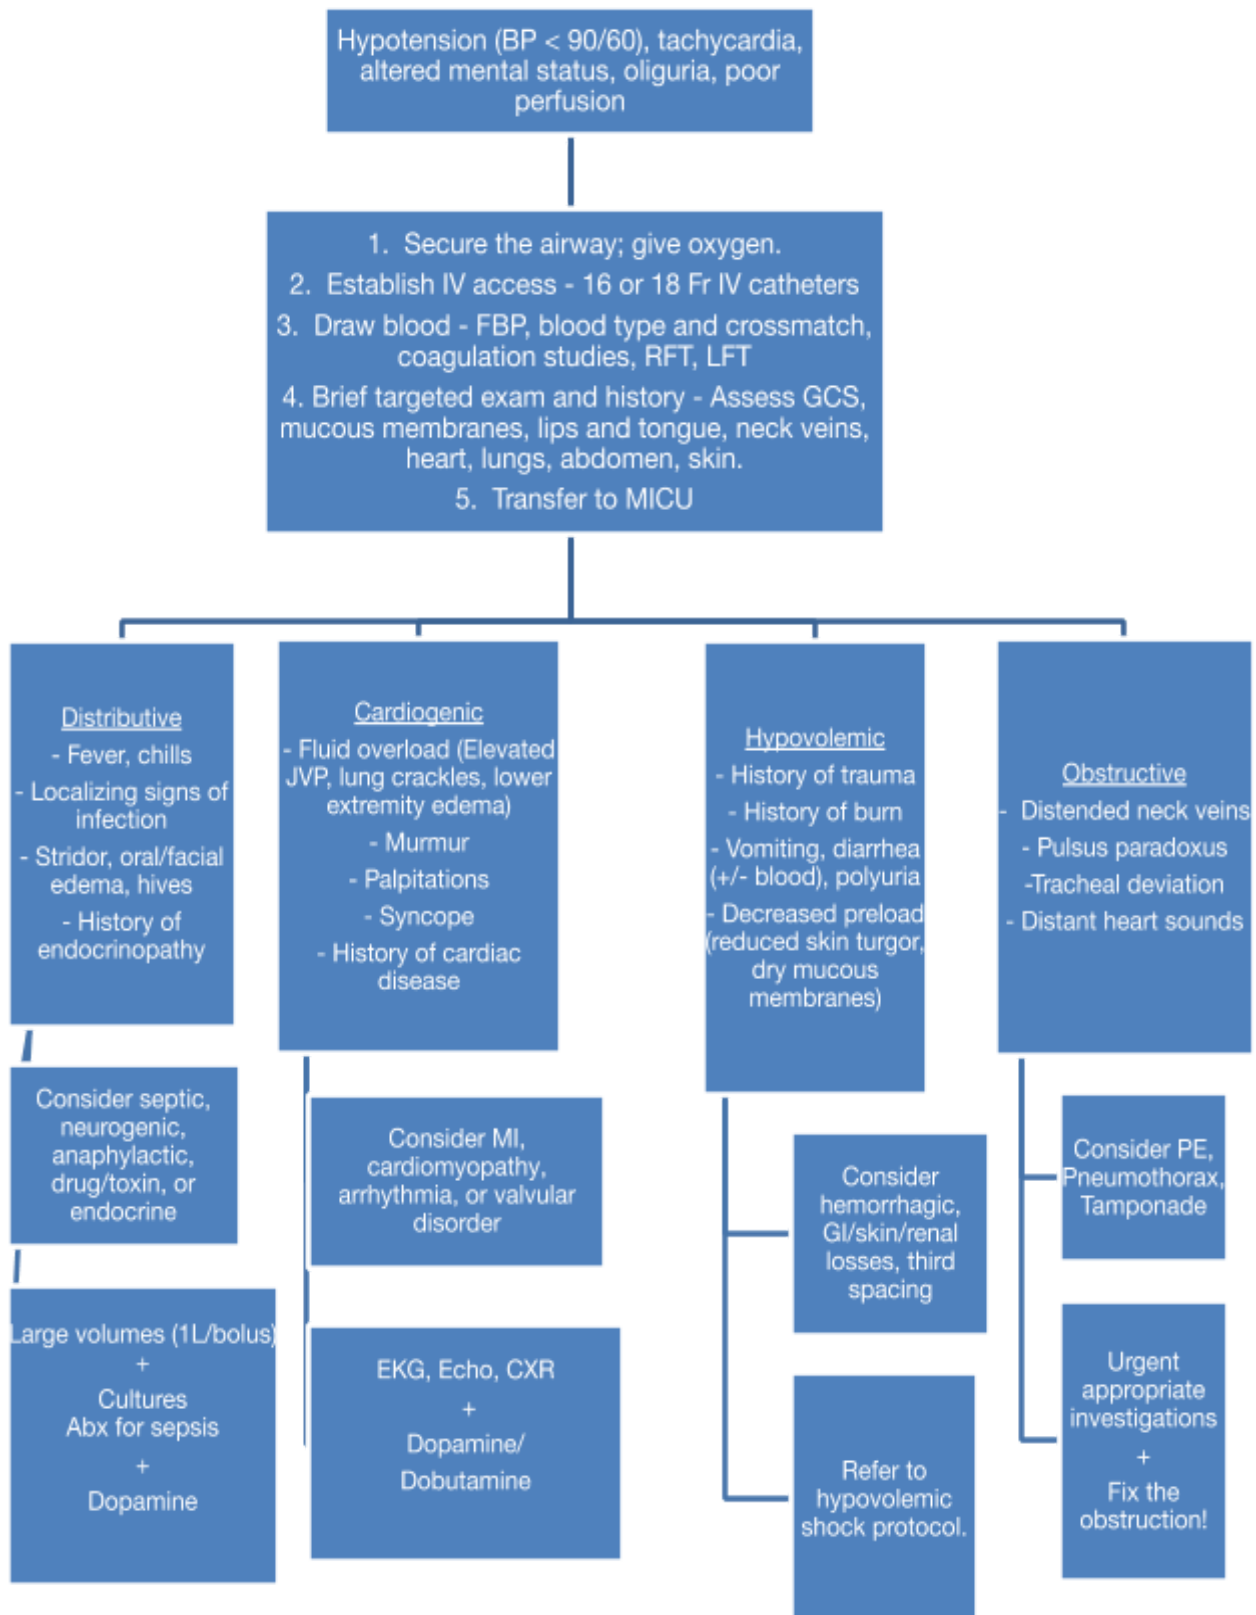 Hypotension (BP < 90/60), tachycardia,
altered mental status, oliguria, poor
perfusion
1. Secure the airway; give oxygen.
2. Establish IV access - 16 or 18 Fr IV catheters
3. Draw blood - FBP, blood type and crossmatch,
coagulation studies, RFT, LFT
4. Brief targeted exam and history - Assess GCS,
mucous membranes, lips and tongue, neck veins,
heart, lungs, abdomen, skin.
5. Transfer to MICU
Distributive
- Fever, chills
- Localizing signs of
infection
- Stridor, oral/facial
edema, hives
- History of
endocrinopathy
Consider septic,
neurogenic,
anaphylactic,
drug/toxin, or
endocrine
Large volumes (1L/bolus)
+
Cultures
Abx for sepsis
+
Dopamine
Cardiogenic
- Fluid overload (Elevated
JVP, lung crackles, lower
extremity edema)
- Murmur
- Palpitations
- Syncope
- History of cardiac
disease
Consider MI,
cardiomyopathy,
arrhythmia, or valvular
disorder
EKG, Echo, CXR
+
Dopamine/
Dobutamine
Hypovolemic
- History of trauma
- History of burn
- Vomiting, diarrhea
(+/- blood), polyuria
- Decreased preload
(reduced skin turgor,
dry mucous
membranes)
Consider
hemorrhagic,
GI/skin/renal
losses, third
spacing
Refer to
hypovolemic
shock protocol.
Obstructive
- Distended neck veins
- Pulsus paradoxus
-Tracheal deviation
- Distant heart sounds
Consider PE,
Pneumothorax,
Tamponade
Urgent
appropriate
investigations
+
Fix the
obstruction!